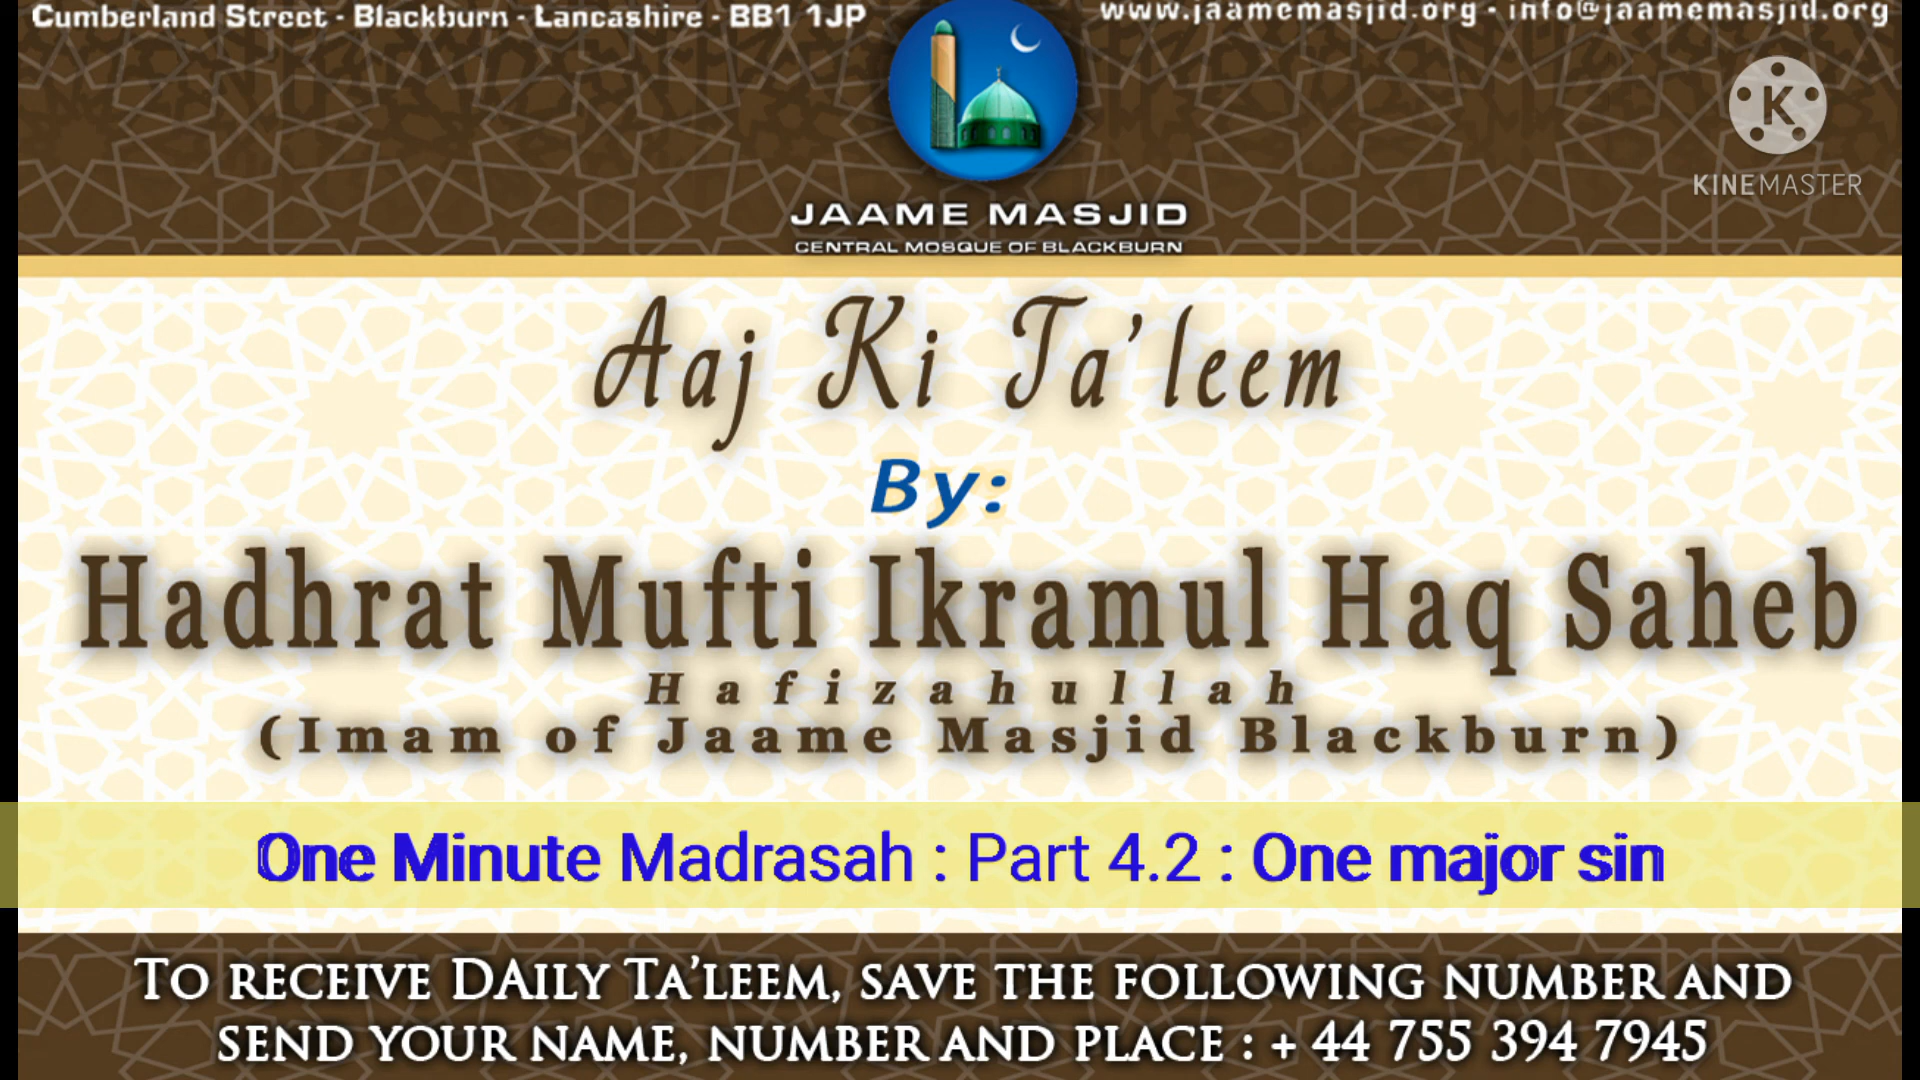 Cumberland Street - Blackburn - Lancashire - BB1 1JP
www.jaamemasjid.org - info@jaamemasjid.org
K
KINEMASTER
JAAME MASJID
CENTRAL MOSQUE OF BLACKBURN
Aaj Ki Ta'leem
By:
Hadhrat Mufti Ikramul Haq Saheb
Hafizahullah
(Imam of Jaame Masjid Blackburn)
One Minute Madrasah : Part 4.2 : One major sin
TO RECEIVE DAILY TA'LEEM, SAVE THE FOLLOWING NUMBER AND
SEND YOUR NAME, NUMBER AND PLACE : + 44 755 394 7945